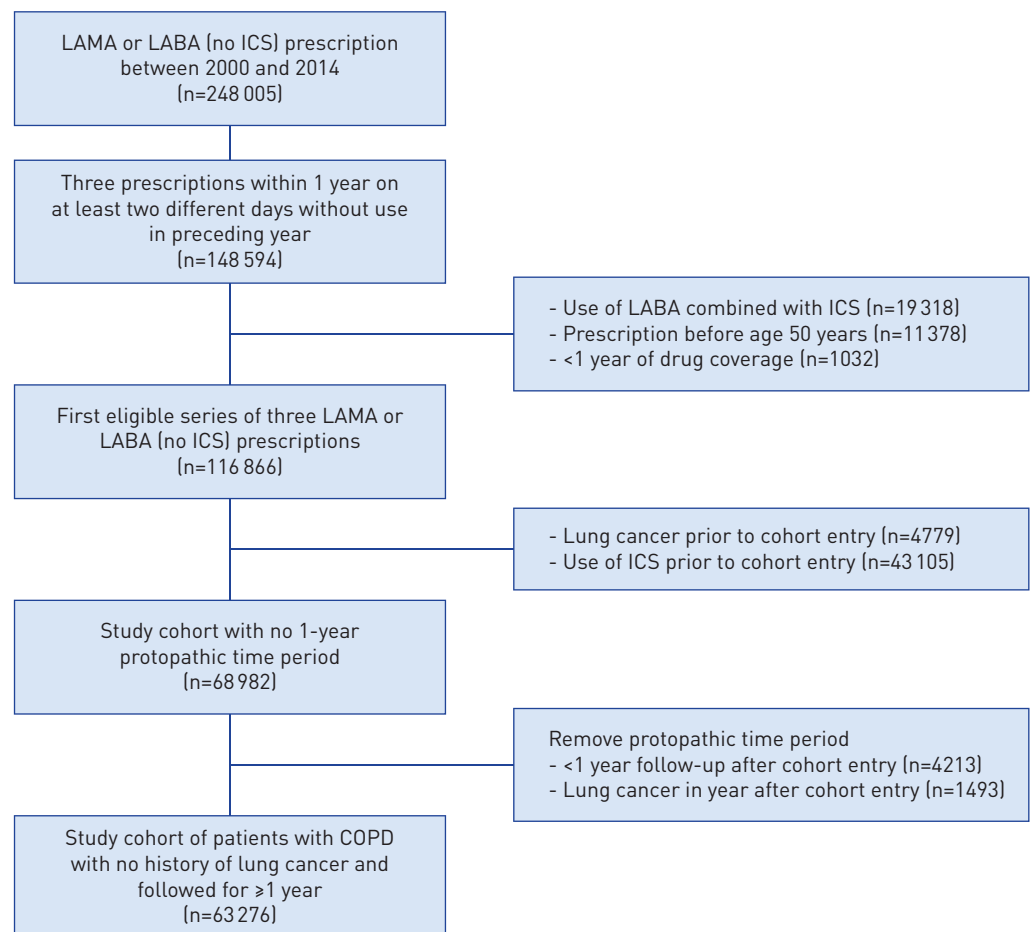 LAMA or LABA (no ICS) prescription
between 2000 and 2014
(n=248 005)
Three prescriptions within 1 year on
at least two different days without use
in preceding year
(n=148 594)
- Use of LABA combined with ICS (n=19 318)
- Prescription before age 50 years (n=11 378)
- <1 year of drug coverage (n=1032)
First eligible series of three LAMA or
LABA (no ICS) prescriptions
(n=116 866)
- Lung cancer prior to cohort entry (n=4779)
- Use of ICS prior to cohort entry (n=43 105)
Study cohort with no 1-year
protopathic time period
(n=68 982)
Remove protopathic time period
- <1 year follow-up after cohort entry (n=4213)
- Lung cancer in year after cohort entry (n=1493)
Study cohort of patients with COPD
with no history of lung cancer and
followed for ≥1 year
(n=63 276)